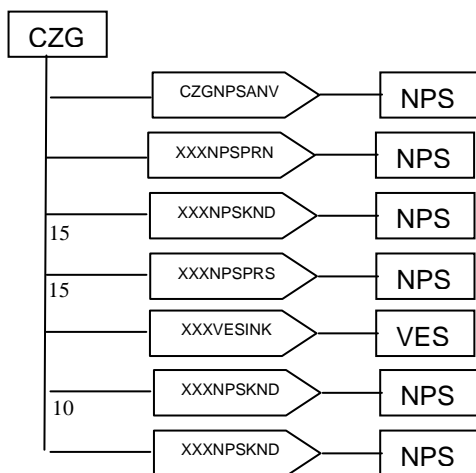 CZG
CZGNPSANV NPS
XXXNPSPRN NPS
XXXNPSKND NPS
15
XXXNPSPRS NPS
15
XXXVESINK VES
XXXNPSKND NPS
10
XXXNPSKND NPS